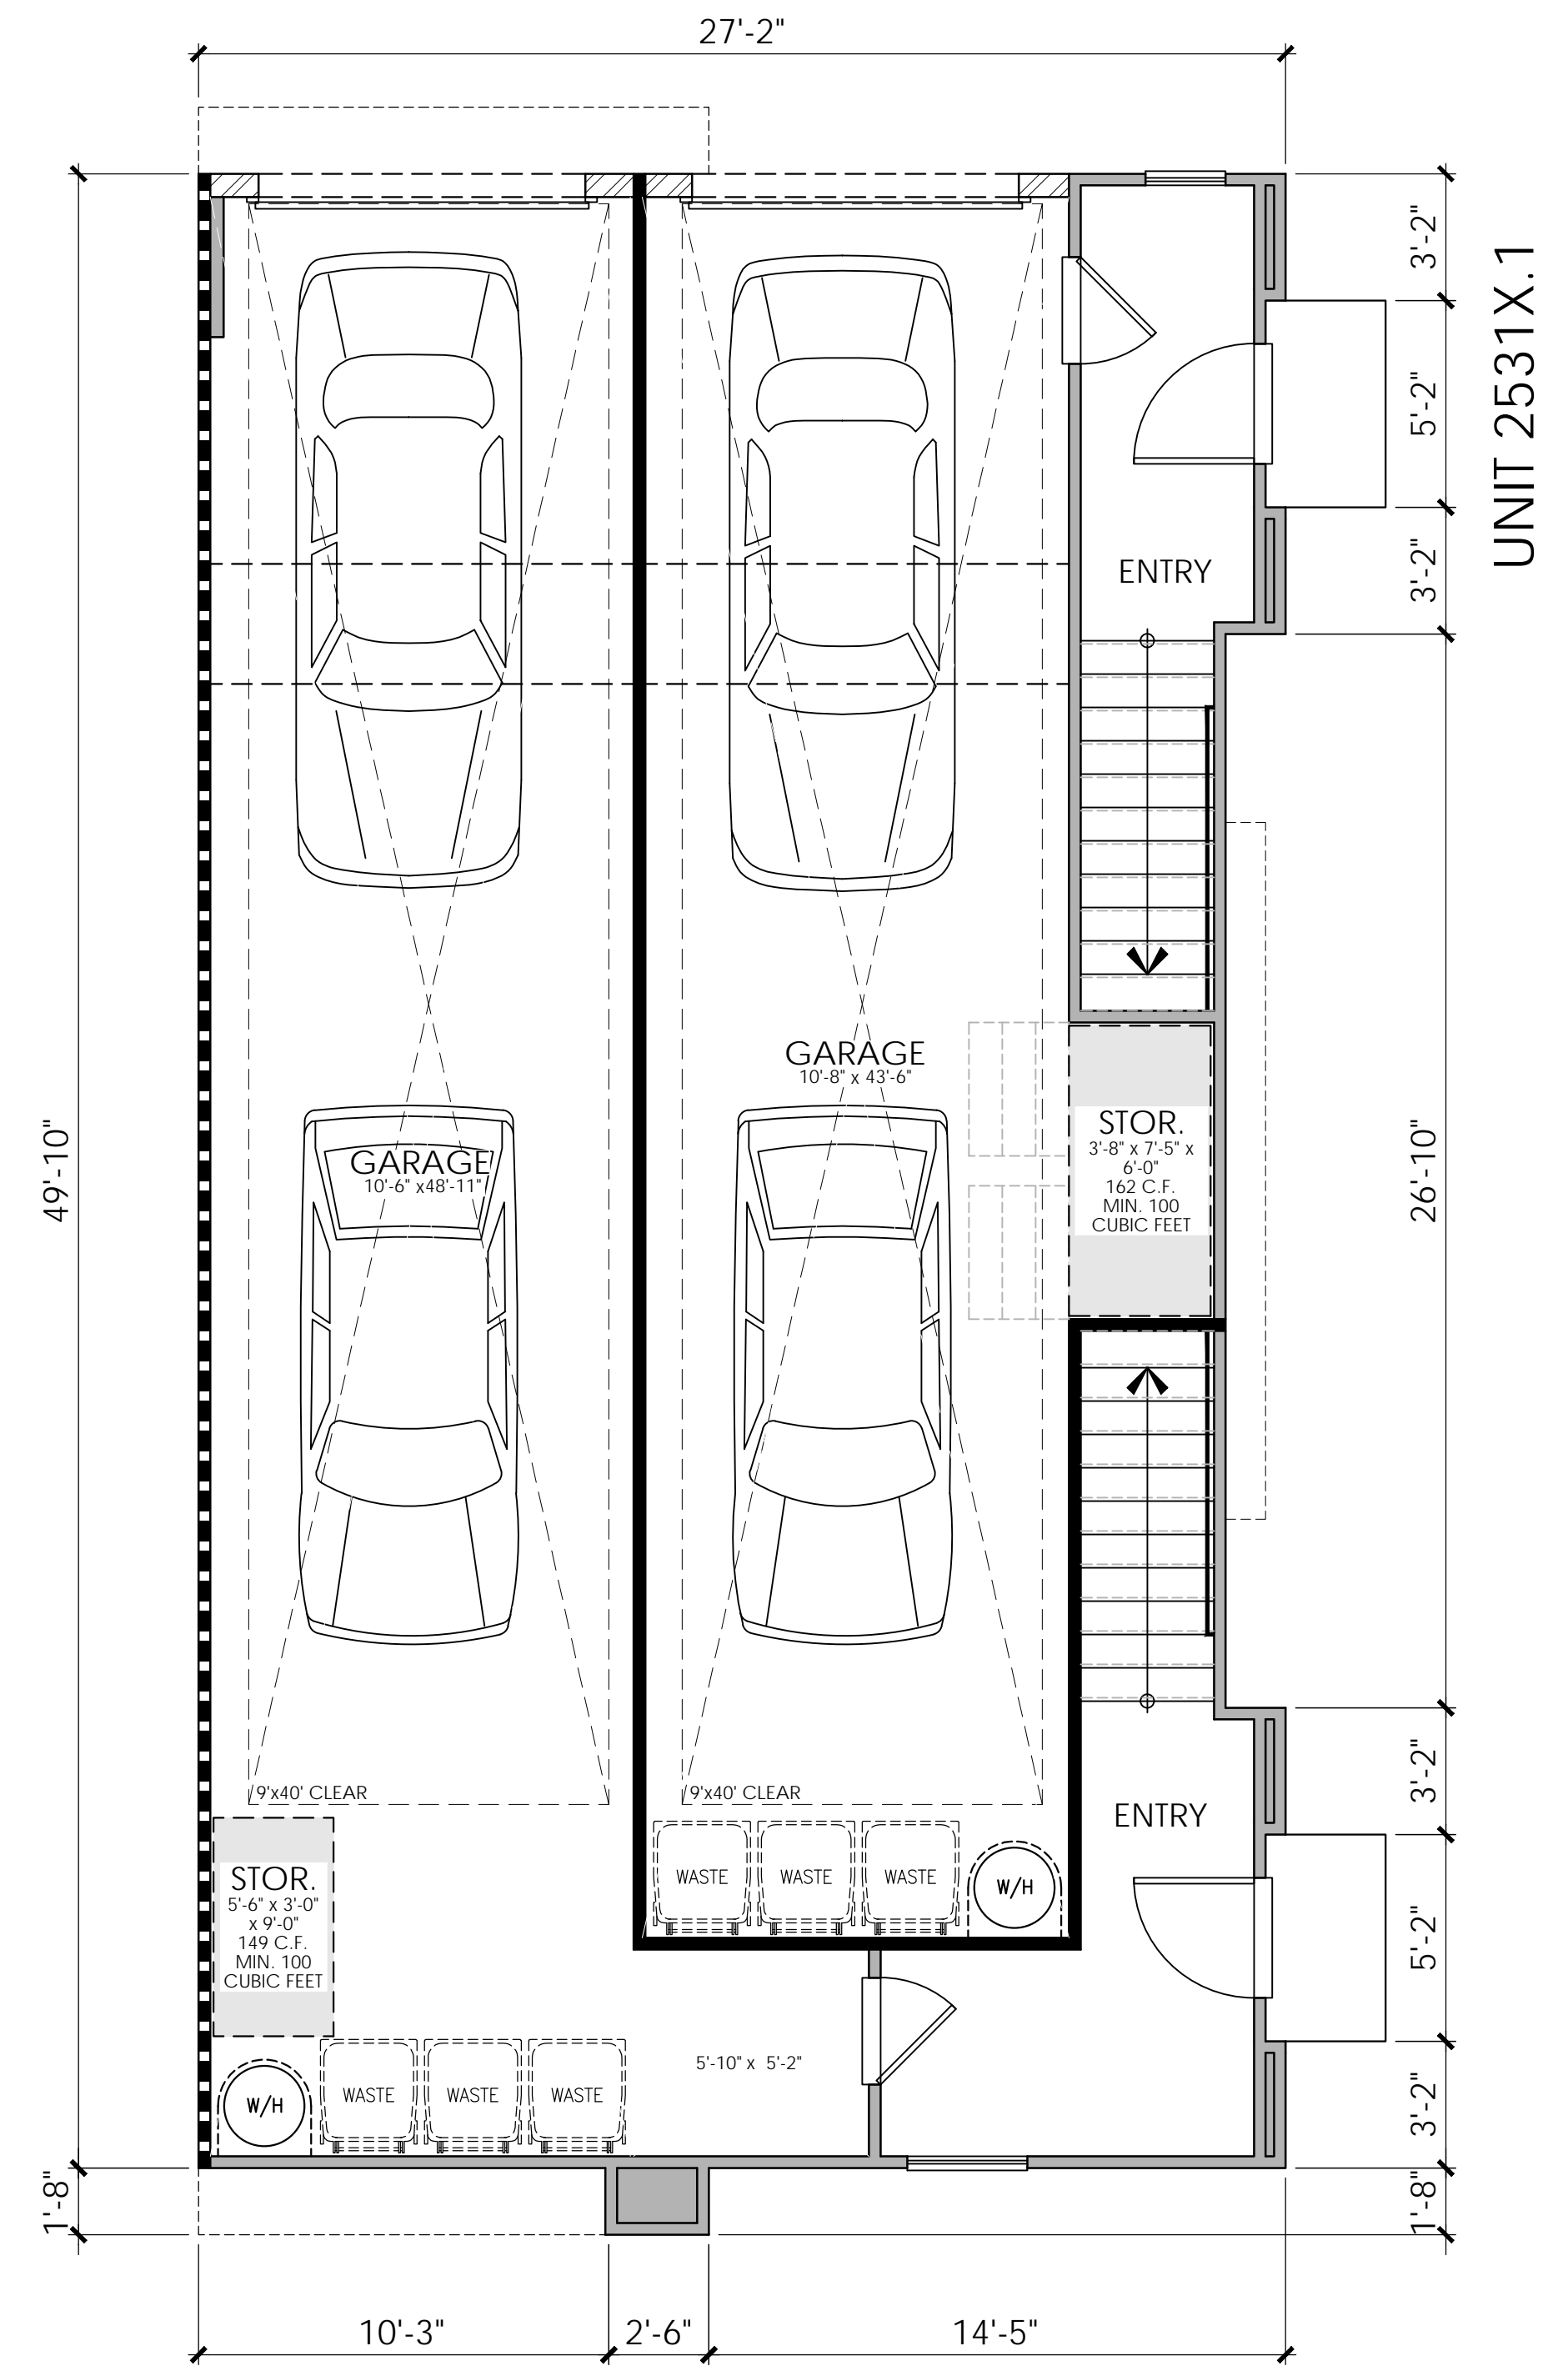 27'-2"
3'-2"
UNIT 2531X.1
5'-2"
3'-2"
ENTRY
GARAGE
10'-8" x 43'-6"
STOR.
3'-8" x 7'-5" x
6'-0"
162 C.F.
MIN. 100
CUBIC FEET
49'-10"
GARAGE
10'-6" x48'-11"
26'-10"
9'x40' CLEAR
9'x40' CLEAR
3'-2"
ENTRY
WASTE
WASTE
WASTE
W/H
STOR.
5'-6" x 3'-0"
x 9'-0"
149 C.F.
MIN. 100
CUBIC FEET
5'-2"
5'-10" x 5'-2"
W/H
WASTE
WASTE
WASTE
3'-2"
1'-8"
1'-8"
10'-3"
2'-6"
14'-5"